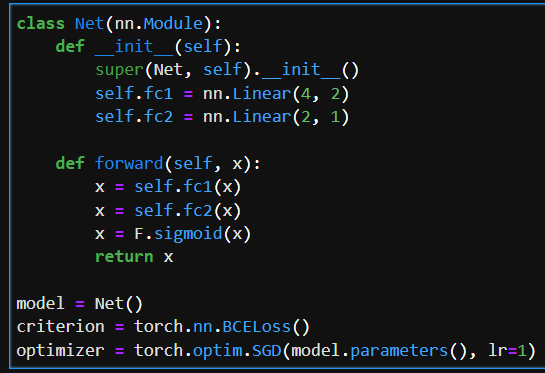 class Net(nn.Module):
    def __init__(self):
        super(Net, self).__init__()
        self.fc1 = nn.Linear(4, 2)
        self.fc2 = nn.Linear(2, 1)

    def forward(self, x):
        x = self.fc1(x)
        x = self.fc2(x)
        x = F.sigmoid(x)
        return x

model = Net()
criterion = torch.nn.BCELoss()
optimizer = torch.optim.SGD(model.parameters(), lr=1)